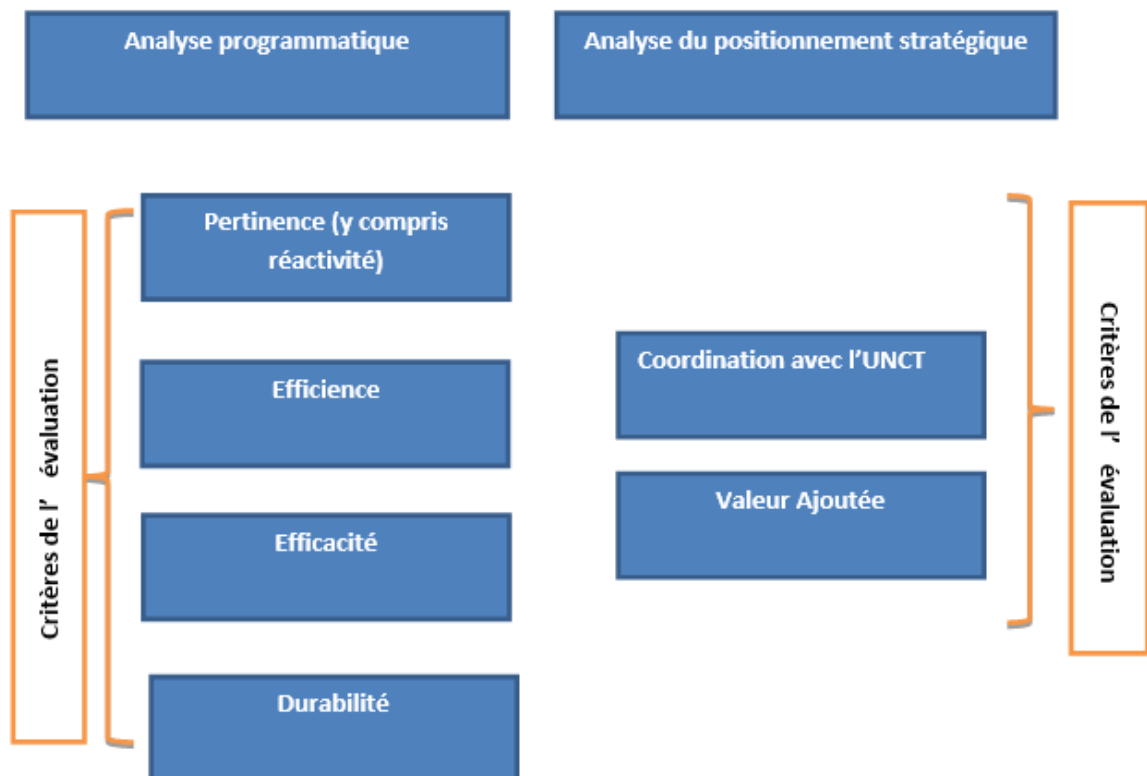 Analyse programmatique
Analyse du positionnement stratégique
Critères de l' évaluation
Pertinence (y compris
réactivité)
Efficience
Efficacité
Durabilité
Coordination avec l’UNCT
Valeur Ajoutée
Critères de l' évaluation